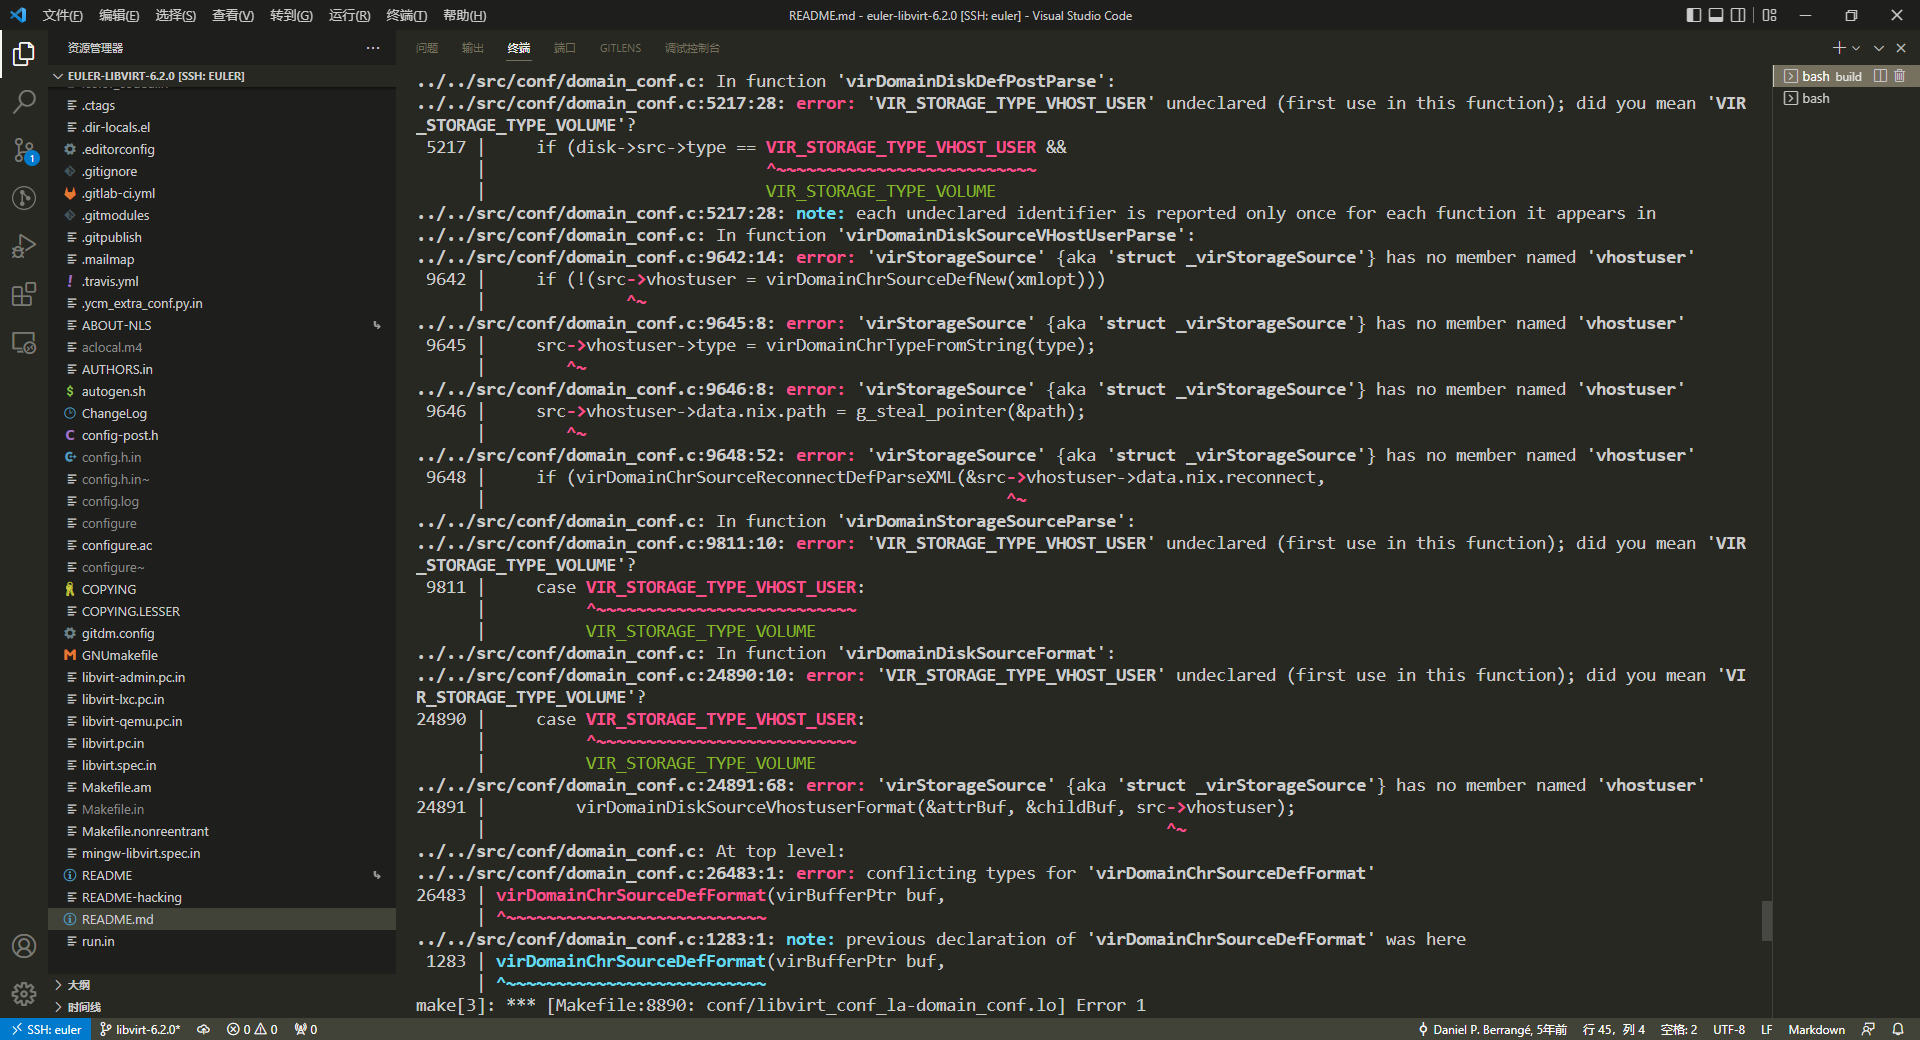 文件(F) 编辑(E) 选择(S) 查看(V) 转到(G) 运行(R) 终端(T) 帮助(H)
README.md - euler-libvirt-6.2.0 [SSH: euler] - Visual Studio Code
资源管理器 ···
问题 输出 终端 端口 GITLENS 调试控制台
EULER-LIBVIRT-6.2.0 [SSH: EULER]
.ctags
.dir-locals.el
.editorconfig
.gitignore
.gitlab-ci.yml
.gitmodules
.gitpublish
.mailmap
.travis.yml
.ycm_extra_conf.py.in
ABOUT-NLS
aclocal.m4
AUTHORS.in
autogen.sh
ChangeLog
config-post.h
config.h.in
config.h.in~
config.log
configure
configure.ac
configure~
COPYING
COPYING.LESSER
gitdm.config
GNUmakefile
libvirt-admin.pc.in
libvirt-lxc.pc.in
libvirt-qemu.pc.in
libvirt.pc.in
libvirt.spec.in
Makefile.am
Makefile.in
Makefile.nonreentrant
mingw-libvirt.spec.in
README
README-hacking
README.md
run.in
大纲
时间线
1
../../src/conf/domain_conf.c: In function 'virDomainDiskDefPostParse':
../../src/conf/domain_conf.c:5217:28: error: 'VIR_STORAGE_TYPE_VHOST_USER' undeclared (first use in this function); did you mean 'VIR
_STORAGE_TYPE_VOLUME'?
5217 |     if (disk->src->type == VIR_STORAGE_TYPE_VHOST_USER &&
|                            ^~~~~~~~~~~~~~~~~~~~~~~~~~~
|                            VIR_STORAGE_TYPE_VOLUME
../../src/conf/domain_conf.c:5217:28: note: each undeclared identifier is reported only once for each function it appears in
../../src/conf/domain_conf.c: In function 'virDomainDiskSourceVHostUserParse':
../../src/conf/domain_conf.c:9642:14: error: 'virStorageSource' {aka 'struct _virStorageSource'} has no member named 'vhostuser'
9642 |     if (!(src->vhostuser = virDomainChrSourceDefNew(xmlopt)))
|              ^~
../../src/conf/domain_conf.c:9645:8: error: 'virStorageSource' {aka 'struct _virStorageSource'} has no member named 'vhostuser'
9645 |     src->vhostuser->type = virDomainChrTypeFromString(type);
|        ^~
../../src/conf/domain_conf.c:9646:8: error: 'virStorageSource' {aka 'struct _virStorageSource'} has no member named 'vhostuser'
9646 |     src->vhostuser->data.nix.path = g_steal_pointer(&path);
|        ^~
../../src/conf/domain_conf.c:9648:52: error: 'virStorageSource' {aka 'struct _virStorageSource'} has no member named 'vhostuser'
9648 |     if (virDomainChrSourceReconnectDefParseXML(&src->vhostuser->data.nix.reconnect,
|                                                    ^~
../../src/conf/domain_conf.c: In function 'virDomainStorageSourceParse':
../../src/conf/domain_conf.c:9811:10: error: 'VIR_STORAGE_TYPE_VHOST_USER' undeclared (first use in this function); did you mean 'VIR
_STORAGE_TYPE_VOLUME'?
9811 |     case VIR_STORAGE_TYPE_VHOST_USER:
|          ^~~~~~~~~~~~~~~~~~~~~~~~~~~
|          VIR_STORAGE_TYPE_VOLUME
../../src/conf/domain_conf.c: In function 'virDomainDiskSourceFormat':
../../src/conf/domain_conf.c:24890:10: error: 'VIR_STORAGE_TYPE_VHOST_USER' undeclared (first use in this function); did you mean 'VI
R_STORAGE_TYPE_VOLUME'?
24890 |     case VIR_STORAGE_TYPE_VHOST_USER:
|          ^~~~~~~~~~~~~~~~~~~~~~~~~~~
|          VIR_STORAGE_TYPE_VOLUME
../../src/conf/domain_conf.c:24891:68: error: 'virStorageSource' {aka 'struct _virStorageSource'} has no member named 'vhostuser'
24891 |         virDomainDiskSourceVhostuserFormat(&attrBuf, &childBuf, src->vhostuser);
|                                                                    ^~
../../src/conf/domain_conf.c: At top level:
../../src/conf/domain_conf.c:26483:1: error: conflicting types for 'virDomainChrSourceDefFormat'
26483 | virDomainChrSourceDefFormat(virBufferPtr buf,
| ^~~~~~~~~~~~~~~~~~~~~~~~~~~
../../src/conf/domain_conf.c:1283:1: note: previous declaration of 'virDomainChrSourceDefFormat' was here
1283 | virDomainChrSourceDefFormat(virBufferPtr buf,
| ^~~~~~~~~~~~~~~~~~~~~~~~~~~
make[3]: *** [Makefile:8890: conf/libvirt_conf_la-domain_conf.lo] Error 1
bash build
bash
SSH: euler libvirt-6.2.0* 0 0 0
Daniel P. Berrangé, 5年前 行 45, 列 4 空格: 2 UTF-8 LF Markdown